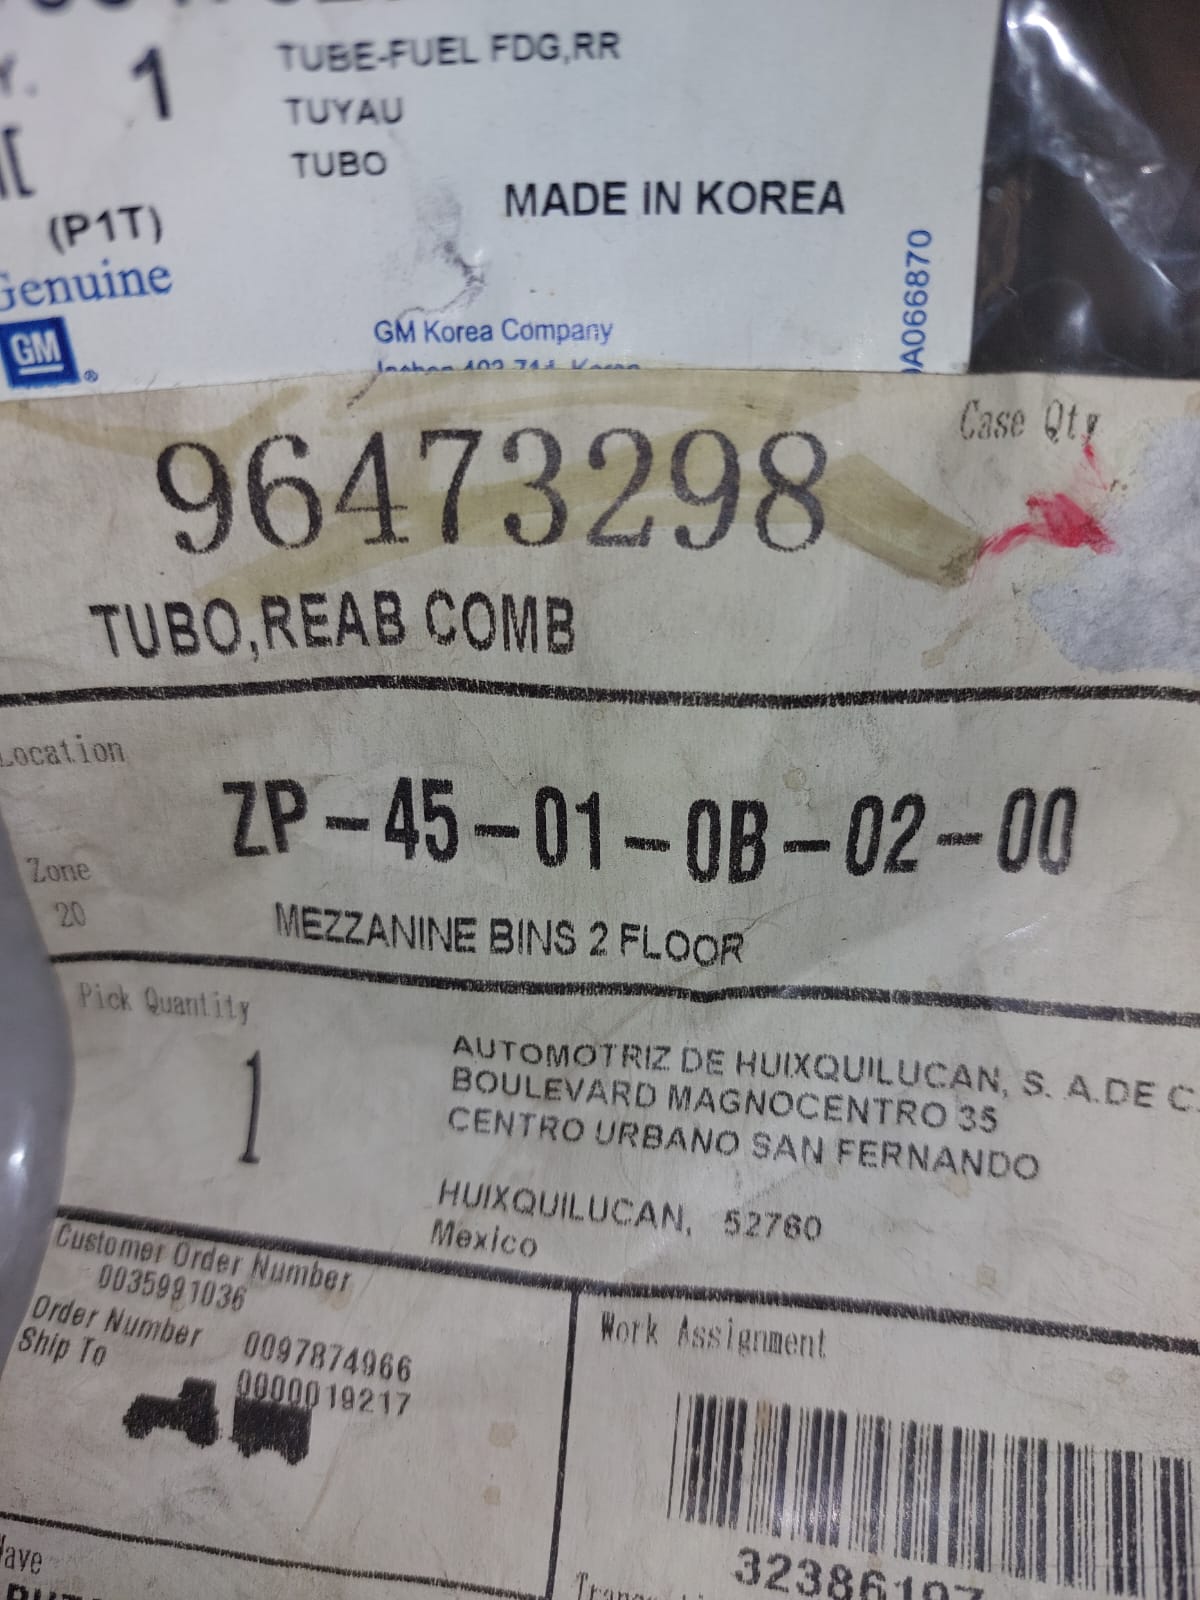 1
TUBE-FUEL FDG,RR
TUYAU
TUBO
(P1T)
MADE IN KOREA
Genuine
GM
®
GM Korea Company
A066870
96473298
Case Qty
TUBO,REAB COMB
Location
ZP-45-01-0B-02-00
Zone
20
MEZZANINE BINS 2 FLOOR
Pick Quantity
1
AUTOMOTRIZ DE HUIXQUILUCAN, S. A.DE C.
BOULEVARD MAGNOCENTRO 35
CENTRO URBANO SAN FERNANDO
HUIXQUILUCAN, 52760
Mexico
Customer Order Number
0035991036
Order Number 0097874966
Ship To 0000019217
Work Assignment